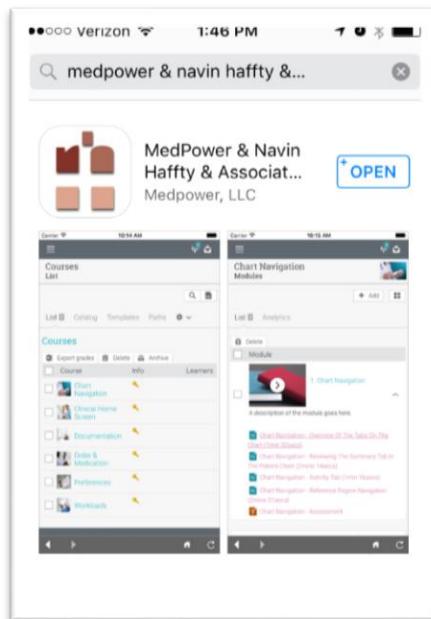 Verizon 1:46 PM
medpower & navin haffty &...
MedPower & Navin
Haffty & Associat...
Medpower, LLC
+ OPEN
Carrier 10:14 AM
Courses
List
List Catalog Templates Paths
Courses
Export grades Delete Archive
Course Info Learners
Chart
Navigation
Clinical Home
Screen
Documentation
Order &
Medication
Preferences
Workloads
Carrier 10:15 AM
Chart Navigation
Modules
+ Add
List Analytics
Delete
Module
1. Chart Navigation
A description of the module goes here.
Chart Navigation - Overview Of The Tabs On The
Chart
Chart Navigation - Reviewing The Summary Tab In
The Patient Chart
Chart Navigation - Activity Tab
Chart Navigation - Reference Region Navigation
Chart Navigation - Assessment